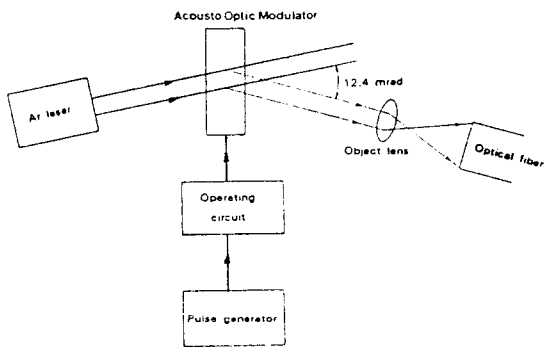 Acousto Optic Modulator
12.4 mrad
Ar laser
Object lens
Optical fiber
Operating
circuit
Pulse generator